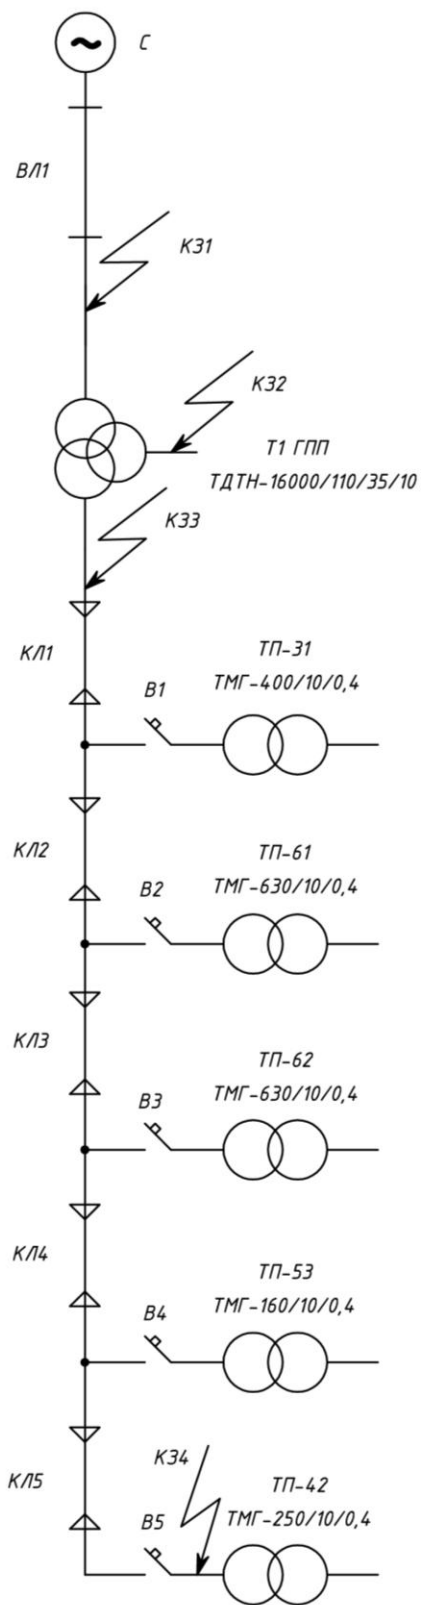 С
ВЛ1
КЗ1
КЗ2
Т1 ГПП
ТДТН-16000/110/35/10
КЗ3
КЛ1
ТП-31
ТМГ-400/10/0,4
В1
КЛ2
ТП-61
ТМГ-630/10/0,4
В2
КЛ3
ТП-62
ТМГ-630/10/0,4
В3
КЛ4
ТП-53
ТМГ-160/10/0,4
В4
КЗ4
КЛ5
ТП-42
ТМГ-250/10/0,4
В5